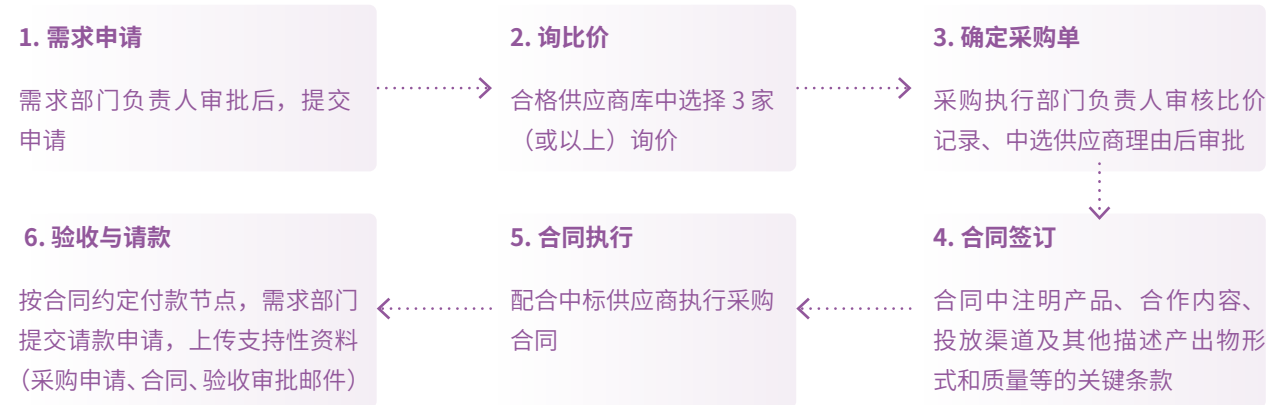 1. 需求申请
需求部门负责人审批后，提交
申请
2. 询比价
合格供应商库中选择 3 家
（或以上）询价
3. 确定采购单
采购执行部门负责人审核比价
记录、中选供应商理由后审批
4. 合同签订
合同中注明产品、合作内容、
投放渠道及其他描述产出物形
式和质量等的关键条款
5. 合同执行
配合中标供应商执行采购
合同
6. 验收与请款
按合同约定付款节点，需求部门
提交请款申请，上传支持性资料
（采购申请、合同、验收审批邮件）